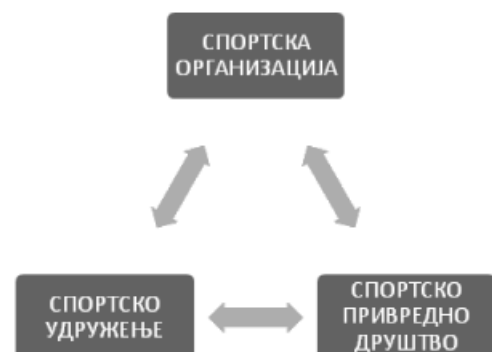 СПОРТСКА
ОРГАНИЗАЦИЈА
СПОРТСКО
УДРУЖЕЊЕ
СПОРТСКО
ПРИВРЕДНО
ДРУШТВО